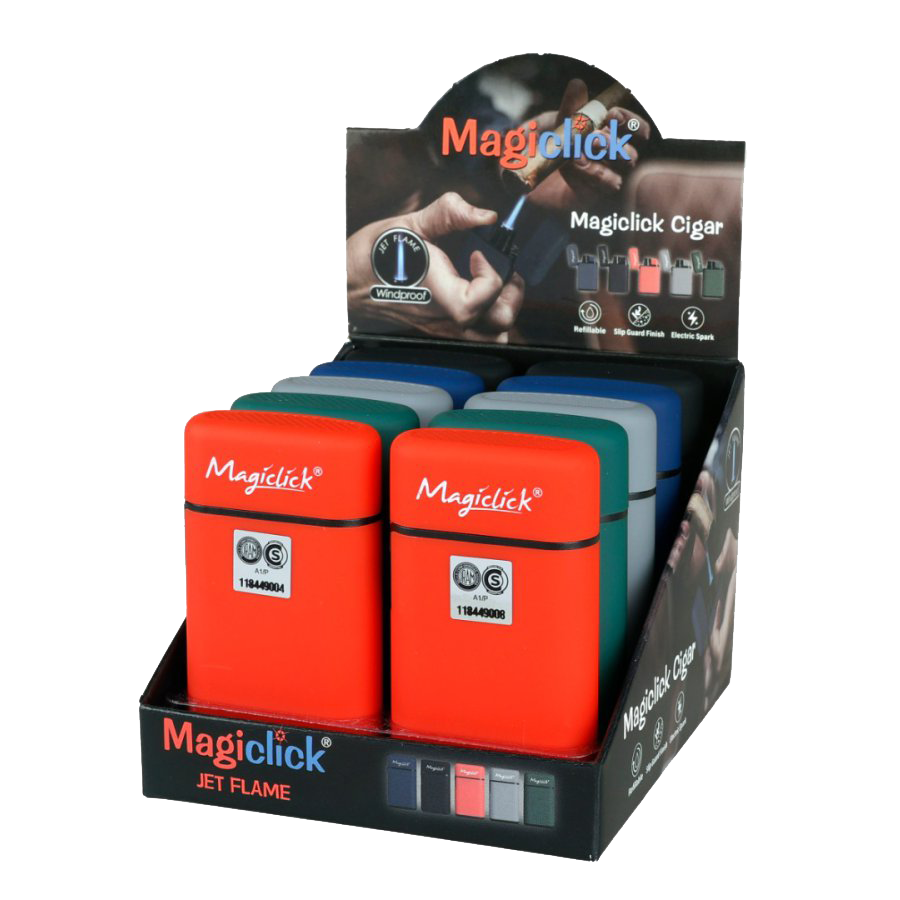 Magiclick®
Magiclick Cigar
JET FLAME
Windproof
Refillable
Slip Guard Finish
Electric Spark
Magiclick®
A1/P
118449004
Magiclick®
A1/P
118449008
Magiclick®
JET FLAME
Magiclick Cigar
Refillable